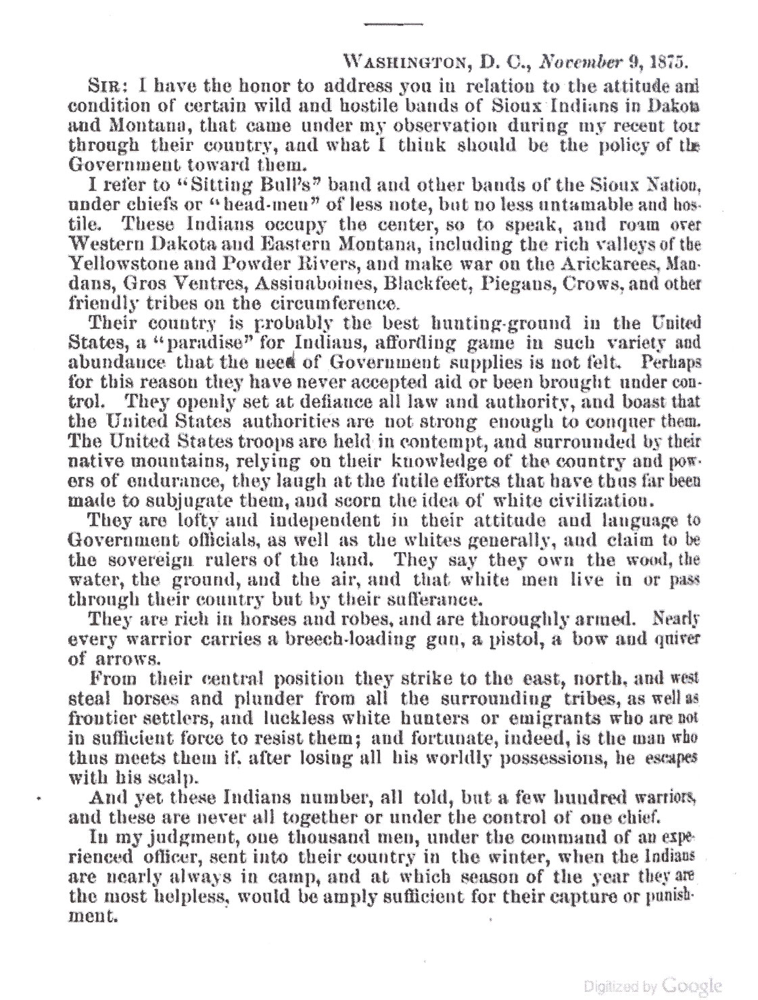 WASHINGTON, D. C., November 9, 1875.
SIR: I have the honor to address you in relation to the attitude and
condition of certain wild and hostile bands of Sioux Indians in Dakota
and Montana, that came under my observation during my recent tour
through their country, and what I think should be the policy of the
Government toward them.
I refer to “Sitting Bull’s” band and other bands of the Sioux Nation,
under chiefs or “head-men” of less note, but no less untamable and hos-
tile. These Indians occupy the center, so to speak, and roam over
Western Dakota and Eastern Montana, including the rich valleys of the
Yellowstone and Powder Rivers, and make war on the Arickarees, Man-
dans, Gros Ventres, Assinaboines, Blackfeet, Piegans, Crows, and other
friendly tribes on the circumference.
Their country is probably the best hunting-ground in the United
States, a “paradise” for Indians, affording game in such variety and
abundance that the need of Government supplies is not felt. Perhaps
for this reason they have never accepted aid or been brought under con-
trol. They openly set at defiance all law and authority, and boast that
the United States authorities are not strong enough to conquer them.
The United States troops are held in contempt, and surrounded by their
native mountains, relying on their knowledge of the country and pow-
ers of endurance, they laugh at the futile efforts that have thus far been
made to subjugate them, and scorn the idea of white civilization.
They are lofty and independent in their attitude and language to
Government officials, as well as the whites generally, and claim to be
the sovereign rulers of the land. They say they own the wood, the
water, the ground, and the air, and that white men live in or pass
through their country but by their sufferance.
They are rich in horses and robes, and are thoroughly armed. Nearly
every warrior carries a breech-loading gun, a pistol, a bow and quiver
of arrows.
From their central position they strike to the east, north, and west
steal horses and plunder from all the surrounding tribes, as well as
frontier settlers, and luckless white hunters or emigrants who are not
in sufficient force to resist them; and fortunate, indeed, is the man who
thus meets them if, after losing all his worldly possessions, he escapes
with his scalp.
And yet these Indians number, all told, but a few hundred warriors,
and these are never all together or under the control of one chief.
In my judgment, one thousand men, under the command of an expe-
rienced officer, sent into their country in the winter, when the Indians
are nearly always in camp, and at which season of the year they are
the most helpless, would be amply sufficient for their capture or punish-
ment.
Digitized by Google